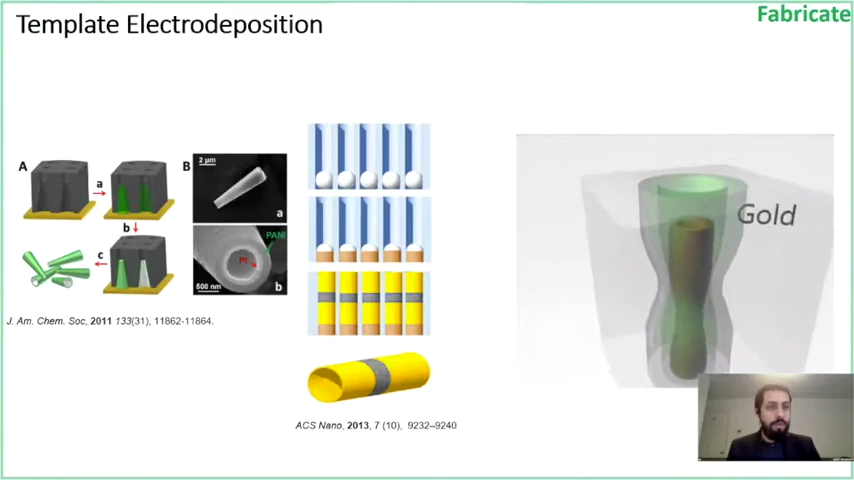 Fabricate
Template Electrodeposition
A
a
B
2 µm
a
b
PANI
Pt
c
500 nm
b
J. Am. Chem. Soc, 2011 133(31), 11862-11864.
ACS Nano, 2013, 7 (10), 9232–9240
Gold